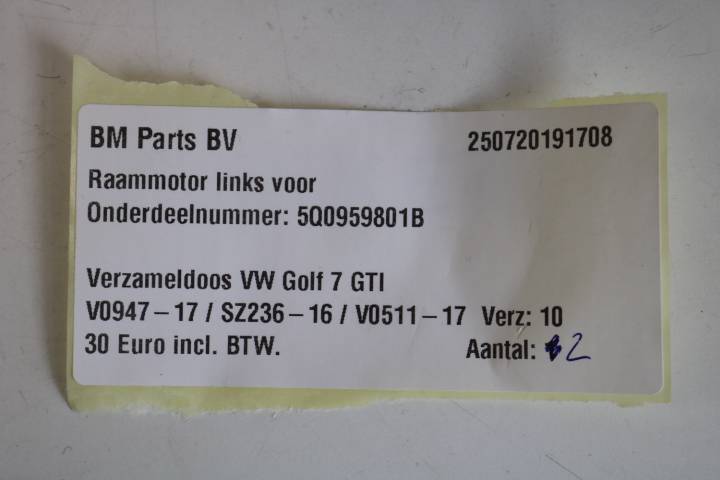 BM Parts BV 250720191708
Raammotor links voor
Onderdeelnummer: 5Q0959801B
Verzameldoos VW Golf 7 GTI
V0947-17 / SZ236-16 / V0511-17 Verz: 10
30 Euro incl. BTW. Aantal: 2